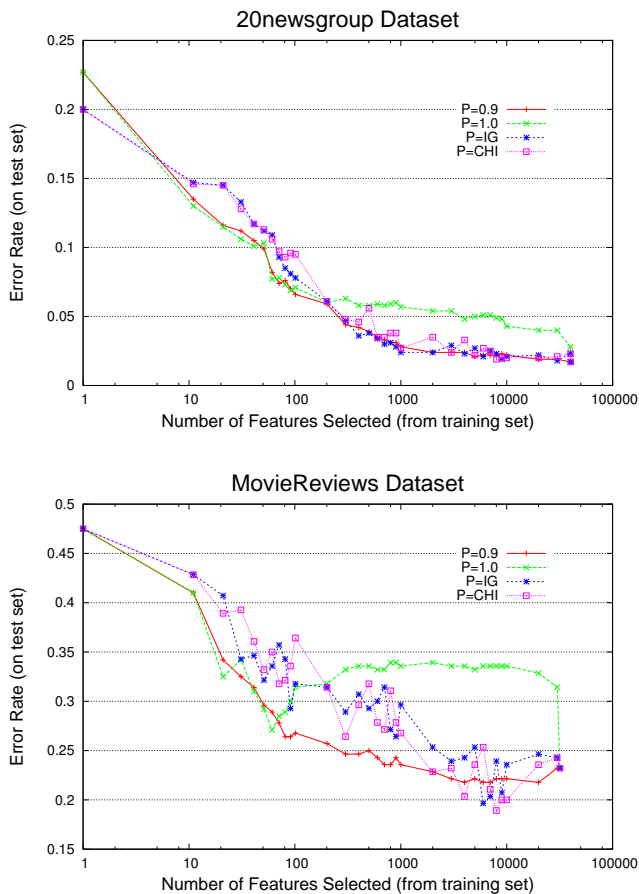 20newsgroup Dataset
0.25
0.2
0.15
0.1
0.05
0
Error Rate (on test set)
P=0.9
P=1.0
P=IG
P=CHI
1 10 100 1000 10000 100000
Number of Features Selected (from training set)
MovieReviews Dataset
0.5
0.45
0.4
0.35
0.3
0.25
0.2
0.15
Error Rate (on test set)
P=0.9
P=1.0
P=IG
P=CHI
1 10 100 1000 10000 100000
Number of Features Selected (from training set)